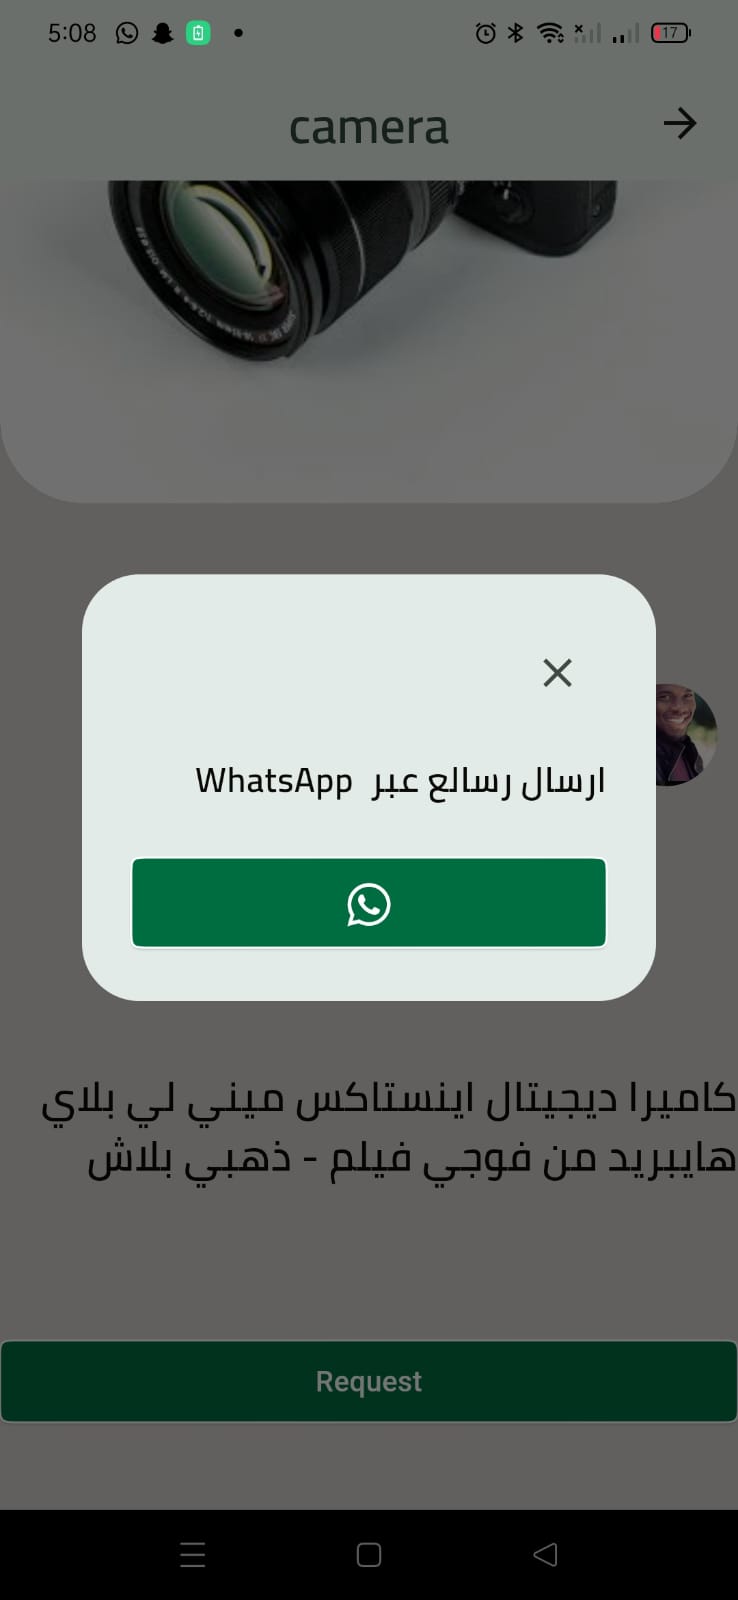 5:08
17
camera
ارسال رسالع عبر WhatsApp
كاميرا ديجيتال اينستاكس ميني لي بلاي
هايبريد من فوجي فيلم - ذهبي بلاش
Request